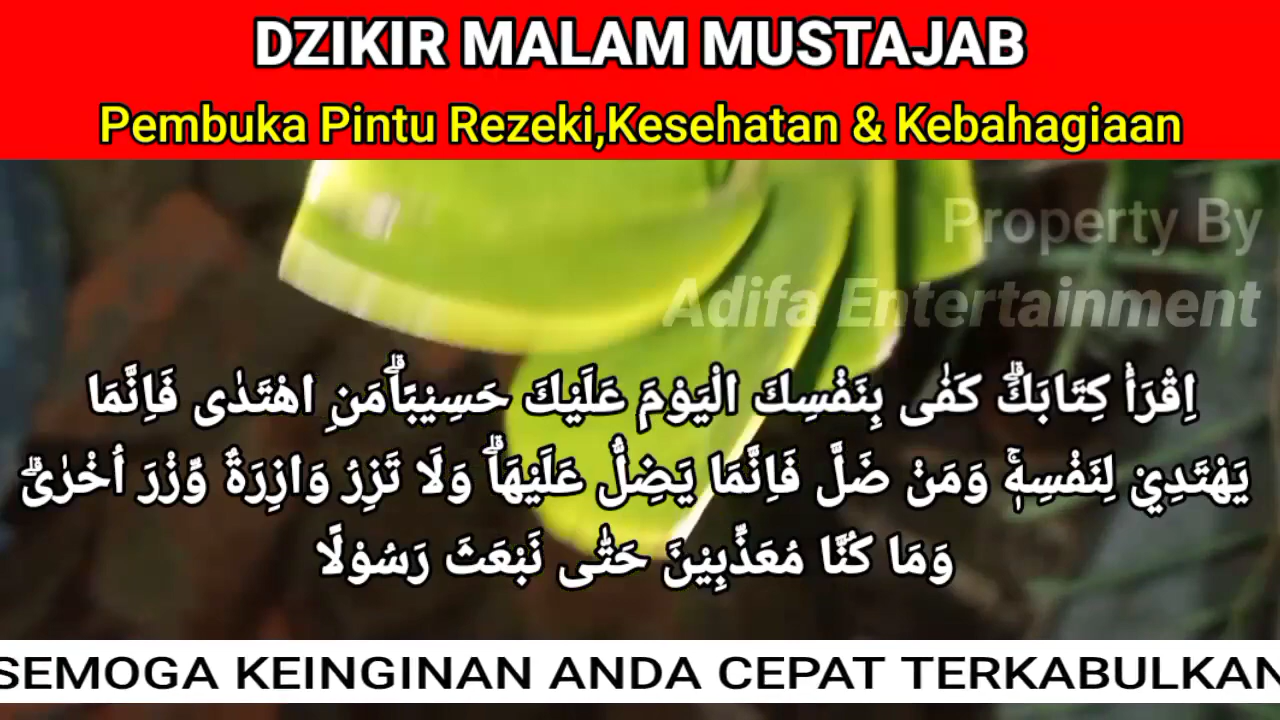 DZIKIR MALAM MUSTAJAB
Pembuka Pintu Rezeki,Kesehatan & Kebahagiaan
Property By
Adifa Entertainment
اِقْرَأْ كِتَابَكَۗ كَفٰى بِنَفْسِكَ الْيَوْمَ عَلَيْكَ حَسِيْبًاۗ مَنِ اهْتَدٰى فَاِنَّمَا
يَهْتَدِيْ لِنَفْسِهٖۚ وَمَنْ ضَلَّ فَاِنَّمَا يَضِلُّ عَلَيْهَاۗ وَلَا تَزِرُ وَازِرَةٌ وِّزْرَ اُخْرٰىۗ
وَمَا كُنَّا مُعَذِّبِيْنَ حَتّٰى نَبْعَثَ رَسُوْلًا
SEMOGA KEINGINAN ANDA CEPAT TERKABULKAN